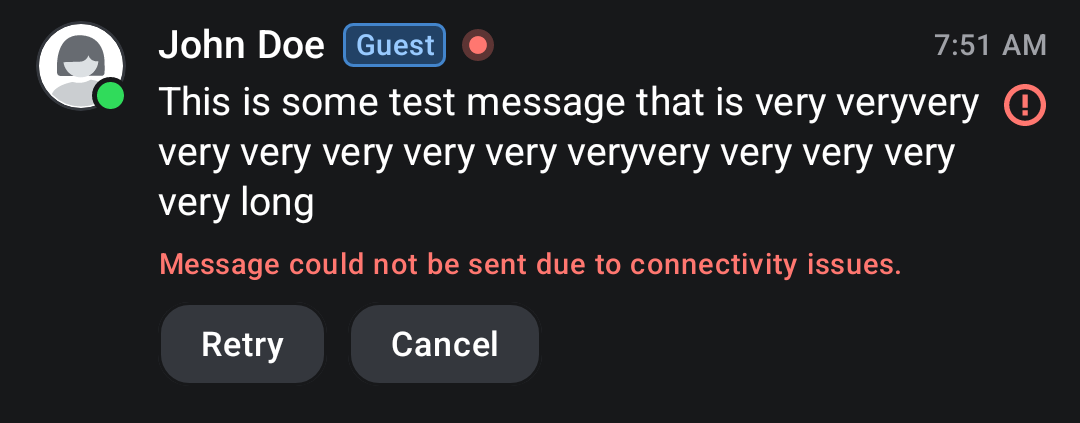 John Doe Guest 7:51 AM
This is some test message that is very veryvery
very very very very very veryvery very very very
very long
Message could not be sent due to connectivity issues.
Retry Cancel